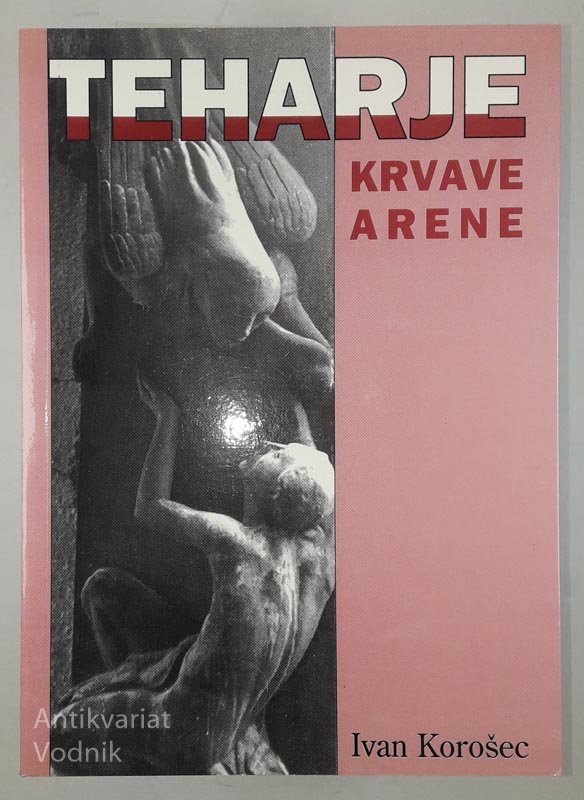 TEHARJE
KRVAVE
ARENE
Ivan Korošec
Antikvariat
Vodnik